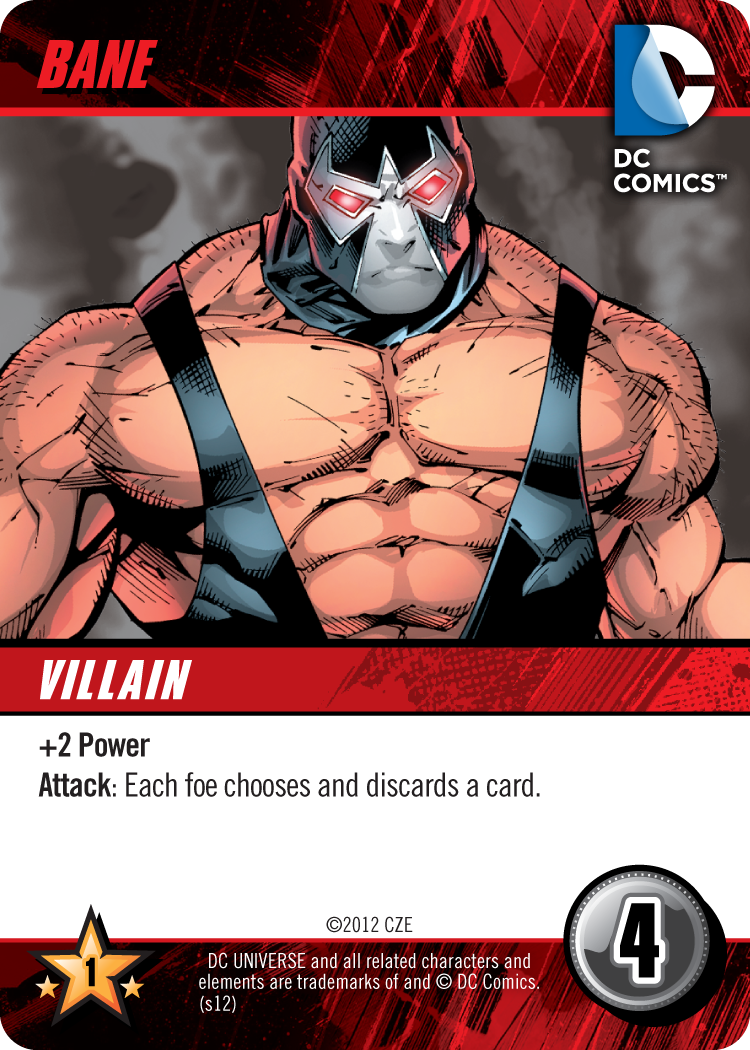 BANE
DC
COMICS™
VILLAIN
+2 Power
Attack: Each foe chooses and discards a card.
©2012 CZE
1
DC UNIVERSE and all related characters and
elements are trademarks of and © DC Comics.
(s12)
4